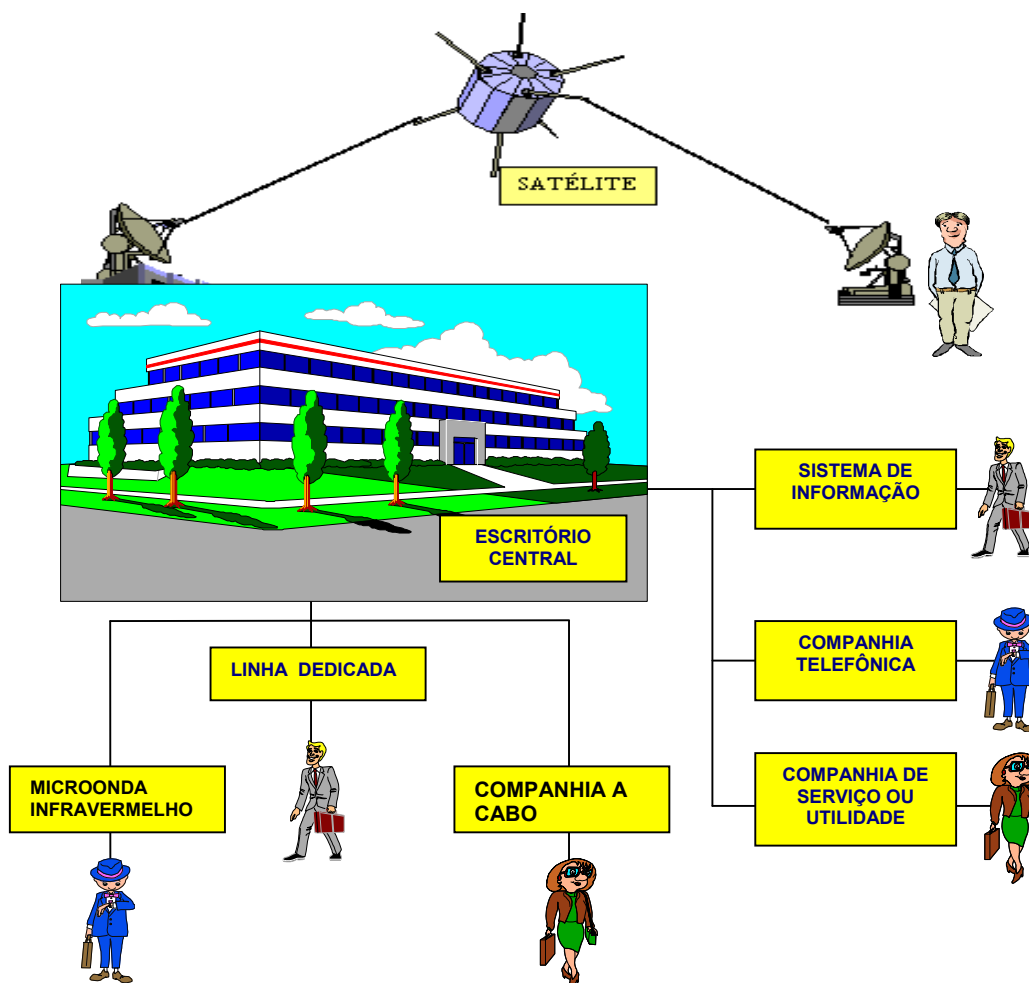 SATÉLITE
SISTEMA DE
INFORMAÇÃO
ESCRITÓRIO
CENTRAL
COMPANHIA
TELEFÔNICA
LINHA DEDICADA
MICROONDA
INFRAVERMELHO
COMPANHIA A
CABO
COMPANHIA DE
SERVIÇO OU
UTILIDADE